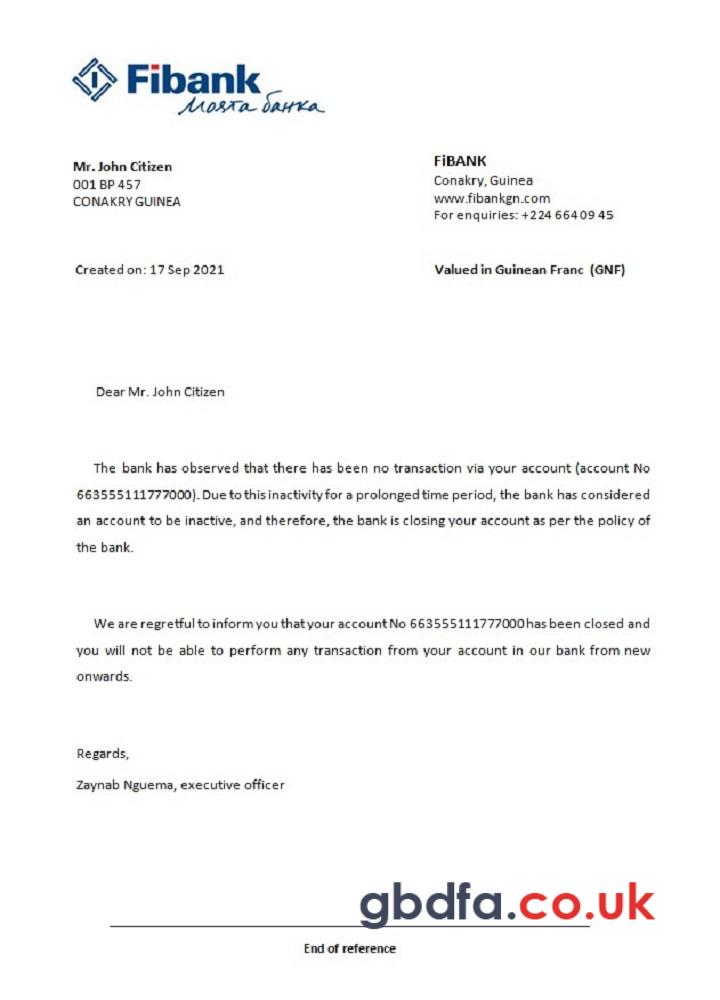 Fibank
Моята банка
Mr. John Citizen
001 BP 457
CONAKRY GUINEA
FiBANK
Conakry, Guinea
www.fibankgn.com
For enquiries: +224 664 09 45
Created on: 17 Sep 2021
Valued in Guinean Franc (GNF)
Dear Mr. John Citizen
The bank has observed that there has been no transaction via your account (account No
663555111777000). Due to this inactivity for a prolonged time period, the bank has considered
an account to be inactive, and therefore, the bank is closing your account as per the policy of
the bank.
We are regretful to inform you that your account No 663555111777000 has been closed and
you will not be able to perform any transaction from your account in our bank from new
onwards.
Regards,
Zaynab Nguema, executive officer
gbdfa.co.uk
End of reference